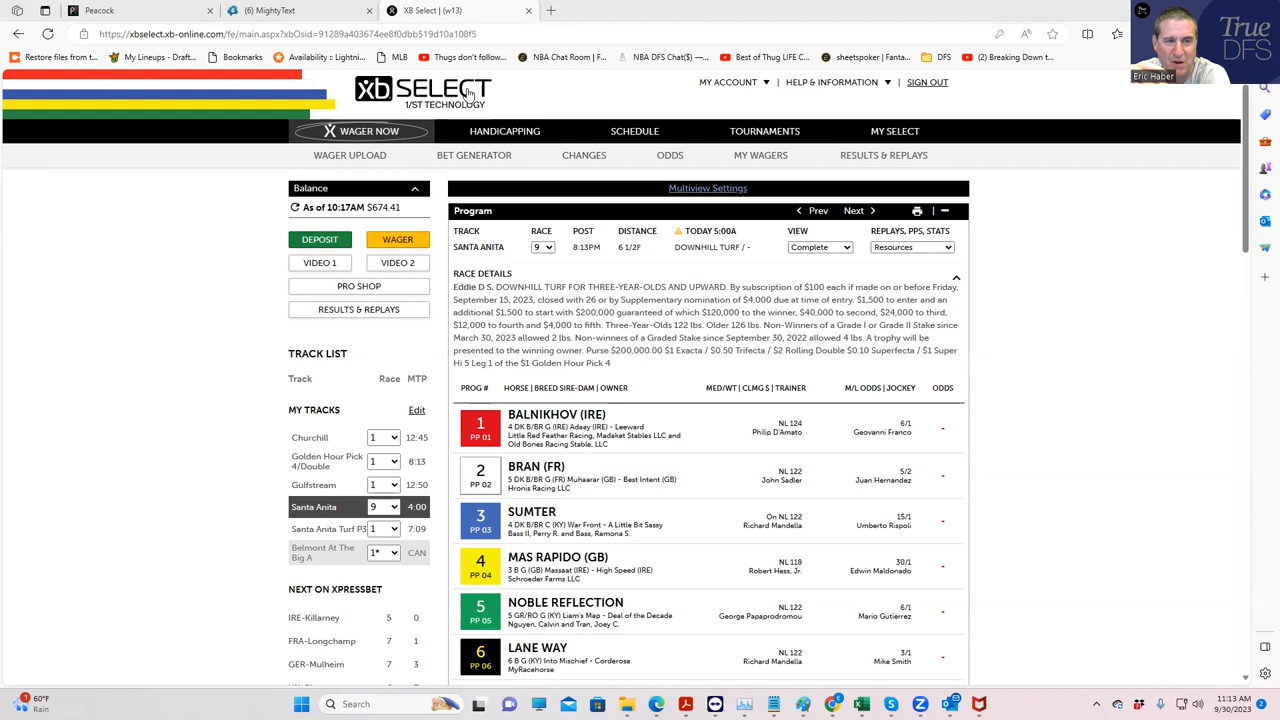 Peacock
(6) MightyText
XB Select | (w13)
https://xbselect.xb-online.com/fe/main.aspx?xbOsid=91289a403674ee8f0dbb519d10a108f5
Restore files from t...
My Lineups - Draft...
Bookmarks
Availability :: Lightni...
MLB
Thugs don't follow...
NBA Chat Room | F...
NBA DFS Chat($) -...
Best of Thug LIFE C...
sheetspoker | Fanta...
DFS
(2) Breaking Down t...
Eric Haber
True
DFS
xb SELECT
1/ST TECHNOLOGY
MY ACCOUNT | HELP & INFORMATION | SIGN OUT
WAGER NOW HANDICAPPING SCHEDULE TOURNAMENTS MY SELECT
WAGER UPLOAD BET GENERATOR CHANGES ODDS MY WAGERS RESULTS & REPLAYS
Balance
As of 10:17AM $674.41
DEPOSIT WAGER
VIDEO 1 VIDEO 2
PRO SHOP
RESULTS & REPLAYS
TRACK LIST
Track Race MTP
MY TRACKS Edit
Churchill 1 12:45
Golden Hour Pick
4/Double 1 8:13
Gulfstream 1 12:50
Santa Anita 9 4:00
Santa Anita Turf P3 1 7:09
Belmont At The
Big A 1* CAN
NEXT ON XPRESSBET
IRE-Killarney 5 0
FRA-Longchamp 7 1
GER-Mulheim 7 3
Multiview Settings
Program Prev Next |
TRACK RACE POST DISTANCE TODAY 5:00A VIEW REPLAYS, PPS, STATS
SANTA ANITA 9 8:13PM 6 1/2F DOWNHILL TURF / - Complete Resources
RACE DETAILS
Eddie D S. DOWNHILL TURF FOR THREE-YEAR-OLDS AND UPWARD. By subscription of $100 each if made on or before Friday,
September 15, 2023, closed with 26 or by Supplementary nomination of $4,000 due at time of entry. $1,500 to enter and an
additional $1,500 to start with $200,000 guaranteed of which $120,000 to the winner, $40,000 to second, $24,000 to third,
$12,000 to fourth and $4,000 to fifth. Three-Year-Olds 122 lbs. Older 126 lbs. Non-Winners of a Grade I or Grade II Stake since
March 30, 2023 allowed 2 lbs. Non-winners of a Graded Stake since September 30, 2022 allowed 4 lbs. A trophy will be
presented to the winning owner. Purse $200,000.00 $1 Exacta / $0.50 Trifecta / $2 Rolling Double $0.10 Superfecta / $1 Super
Hi 5 Leg 1 of the $1 Golden Hour Pick 4
PROG # HORSE | BREED SIRE-DAM | OWNER MED/WT | CLMG $ | TRAINER M/L ODDS | JOCKEY ODDS
1
PP 01
BALNIKHOV (IRE)
4 DK B/BR G (IRE) Adaay (IRE) - Leeward
Little Red Feather Racing, Madaket Stables LLC and
Old Bones Racing Stable, LLC
NL 124
Philip D'Amato
6/1
Geovanni Franco
-
2
PP 02
BRAN (FR)
5 DK B/BR G (FR) Muhaarar (GB) - Best Intent (GB)
Hronis Racing LLC
NL 122
John Sadler
5/2
Juan Hernandez
-
3
PP 03
SUMTER
4 DK B/BR C (KY) War Front - A Little Bit Sassy
Bass II, Perry R. and Bass, Ramona S.
On NL 122
Richard Mandella
15/1
Umberto Rispoli
-
4
PP 04
MAS RAPIDO (GB)
3 B G (GB) Massaat (IRE) - High Speed (IRE)
Schroeder Farms LLC
NL 118
Robert Hess, Jr.
30/1
Edwin Maldonado
-
5
PP 05
NOBLE REFLECTION
5 GR/RO G (KY) Liam's Map - Deal of the Decade
Nguyen, Calvin and Tran, Joey C.
NL 122
George Papaprodromou
6/1
Mario Gutierrez
-
6
PP 06
LANE WAY
6 B G (KY) Into Mischief - Corderosa
MyRacehorse
NL 122
Richard Mandella
3/1
Mike Smith
-
1
60°F
Rain
Search
11:13 AM
9/30/2023